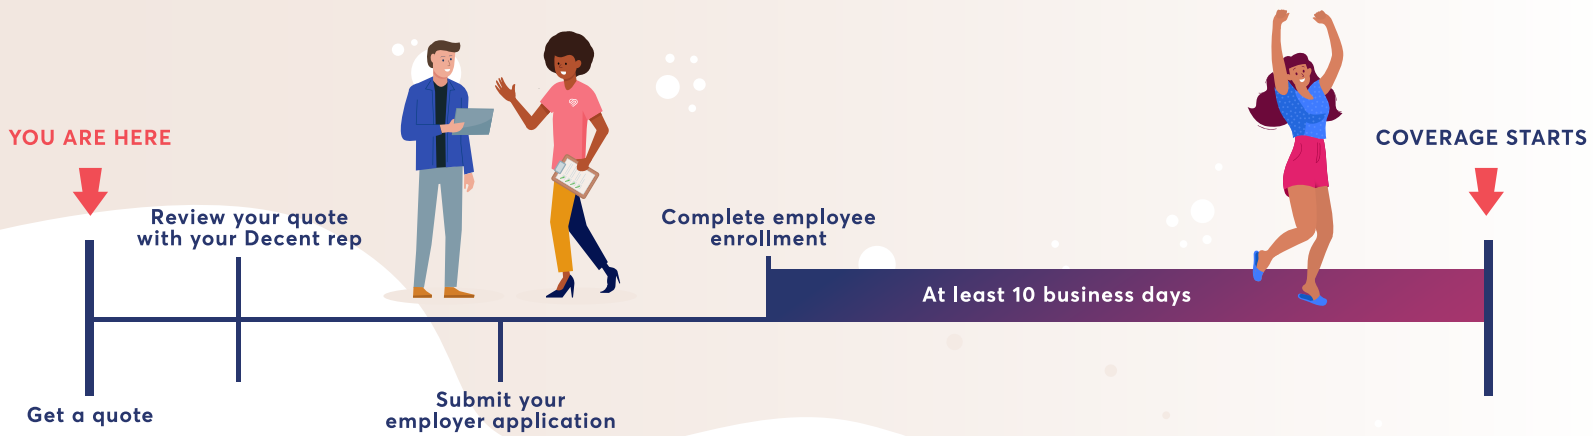 YOU ARE HERE
COVERAGE STARTS
Review your quote
with your Decent rep
Complete employee
enrollment
At least 10 business days
Get a quote
Submit your
employer application